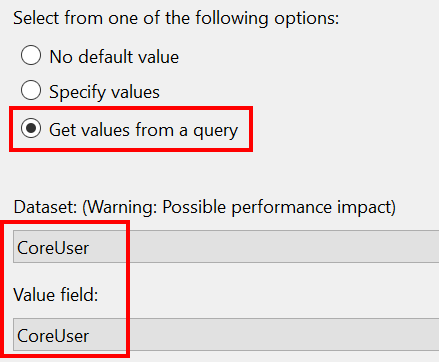 Select from one of the following options:
No default value
Specify values
Get values from a query
Dataset: (Warning: Possible performance impact)
CoreUser
Value field:
CoreUser